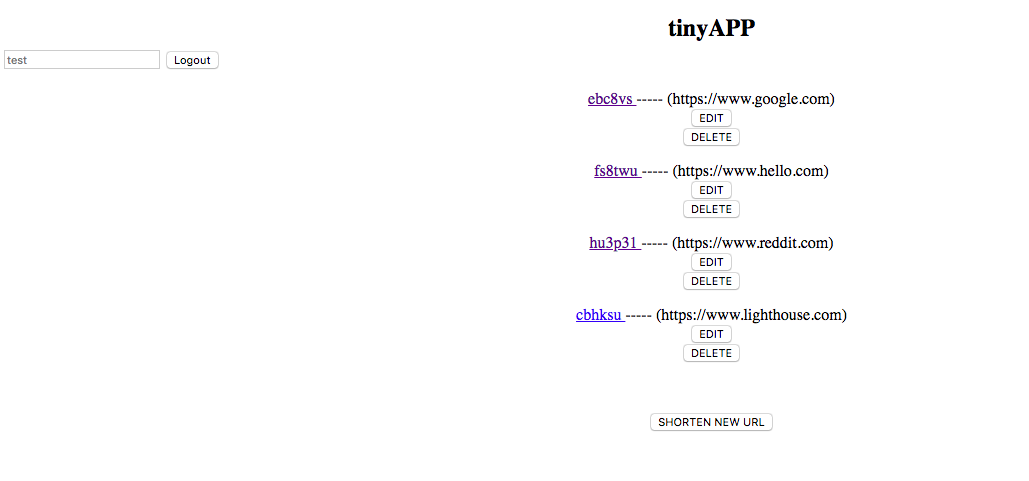 tinyAPP
test Logout
ebc8vs ----- (https://www.google.com)
EDIT
DELETE
fs8twu ----- (https://www.hello.com)
EDIT
DELETE
hu3p31 ----- (https://www.reddit.com)
EDIT
DELETE
cbhksu ----- (https://www.lighthouse.com)
EDIT
DELETE
SHORTEN NEW URL